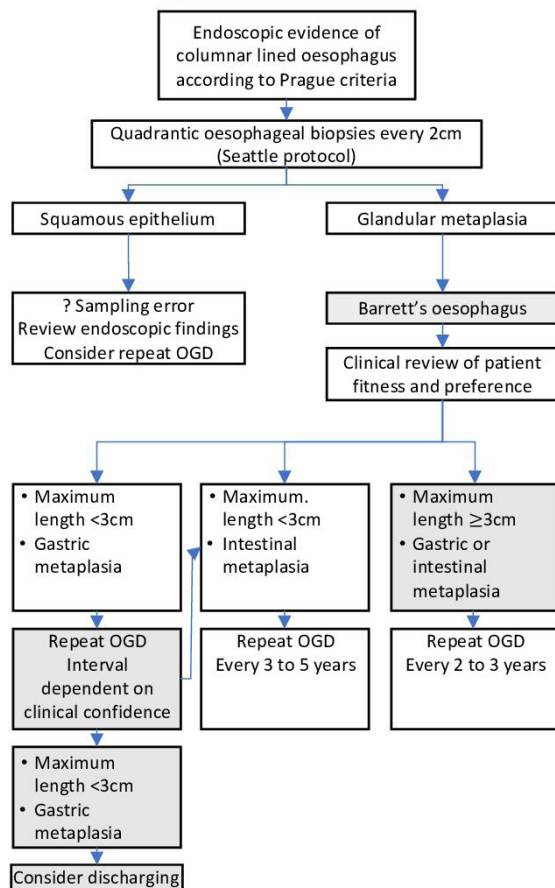 Endoscopic evidence of
columnar lined oesophagus
according to Prague criteria
Quadrantic oesophageal biopsies every 2cm
(Seattle protocol)
Squamous epithelium
Glandular metaplasia
? Sampling error
Review endoscopic findings
Consider repeat OGD
Barrett's oesophagus
Clinical review of patient
fitness and preference
• Maximum
length <3cm
• Gastric
metaplasia
• Maximum.
length <3cm
• Intestinal
metaplasia
• Maximum
length ≥3cm
• Gastric or
intestinal
metaplasia
Repeat OGD
Interval
dependent on
clinical confidence
Repeat OGD
Every 3 to 5 years
Repeat OGD
Every 2 to 3 years
• Maximum
length <3cm
• Gastric
metaplasia
Consider discharging